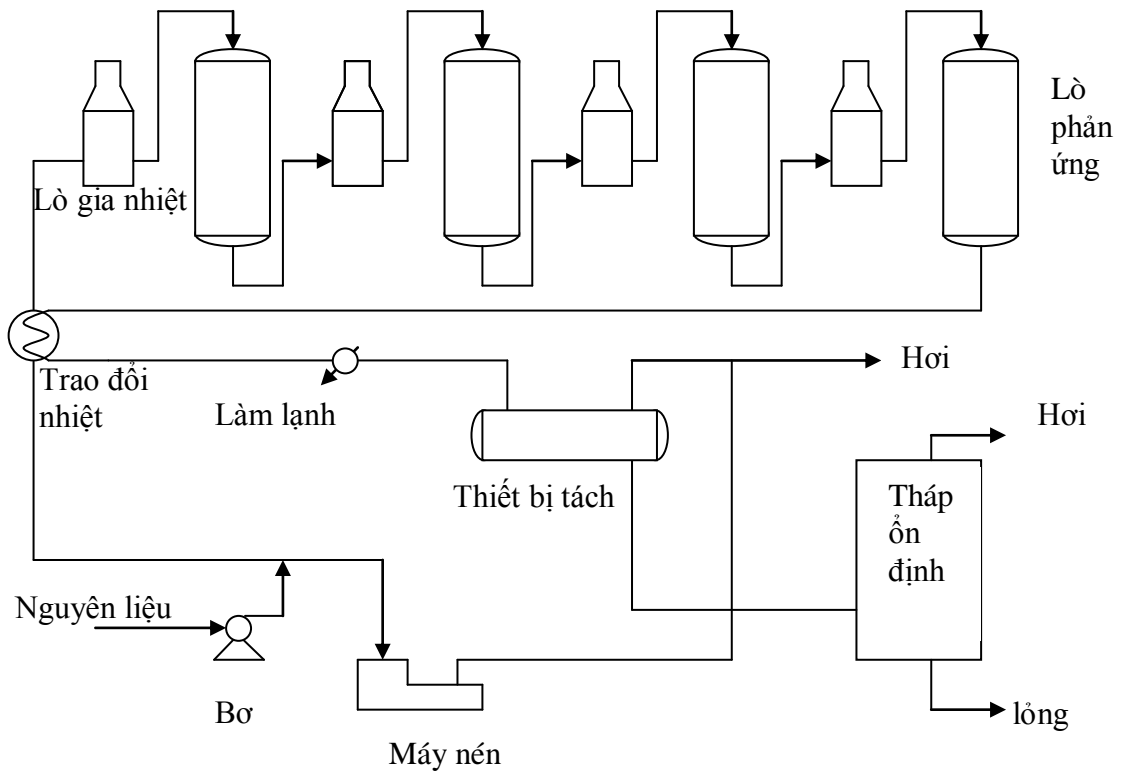 Lò
phản
ứng
Lò gia nhiệt
Trao đổi
nhiệt
Làm lạnh
Hơi
Thiết bị tách
Hơi
Tháp
ổn
định
Nguyên liệu
Bơ
Máy nén
lỏng